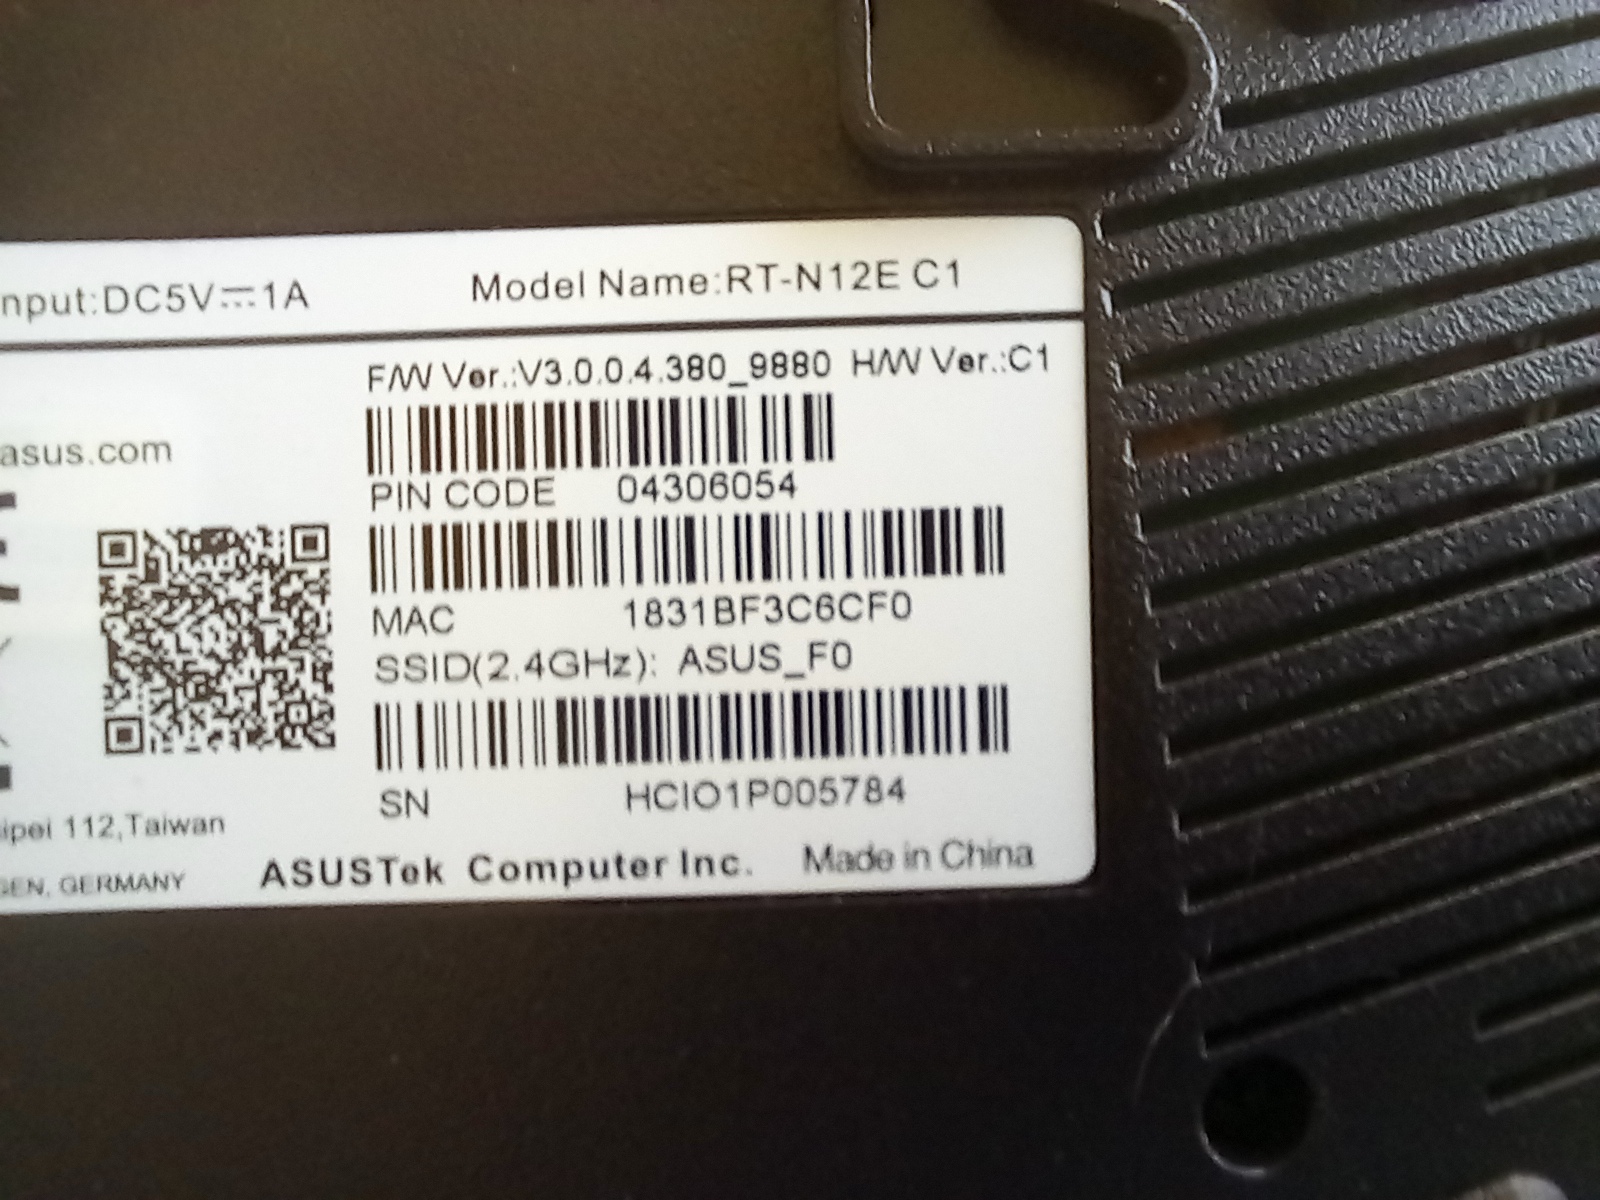 nput:DC5V⎓1A Model Name:RT-N12E C1
F/W Ver.:V3.0.0.4.380_9880 H/W Ver.:C1
asus.com
PIN CODE 04306054
MAC 1831BF3C6CF0
SSID(2.4GHz): ASUS_F0
SN HCIO1P005784
ipei 112,Taiwan
GEN, GERMANY
ASUSTek Computer Inc. Made in China